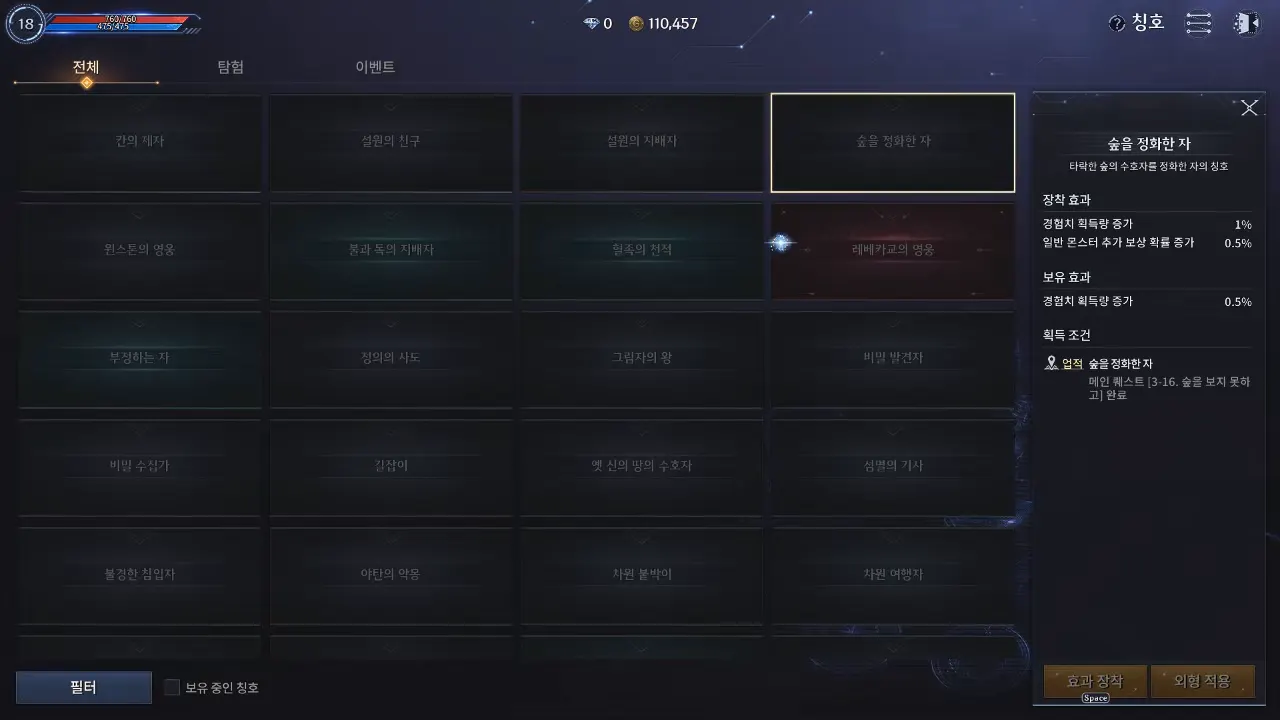 18
760/760
475/475
0
110,457
칭호
전체
탐험
이벤트
간의 제자
설원의 친구
설원의 지배자
숲을 정화한 자
윈스톤의 영웅
불과 독의 지배자
혈족의 천적
레베카교의 영웅
부정하는 자
정의의 사도
그림자의 왕
비밀 발견자
비밀 수집가
길잡이
옛 신의 땅의 수호자
섬멸의 기사
불경한 침입자
야탄의 악몽
차원 붙박이
차원 여행자
필터
보유 중인 칭호
숲을 정화한 자
타락한 숲의 수호자를 정화한 자의 칭호
장착 효과
경험치 획득량 증가 1%
일반 몬스터 추가 보상 확률 증가 0.5%
보유 효과
경험치 획득량 증가 0.5%
획득 조건
업적 숲을 정화한 자
메인 퀘스트 [3-16. 숲을 보지 못하
고] 완료
효과 장착
Space
외형 적용